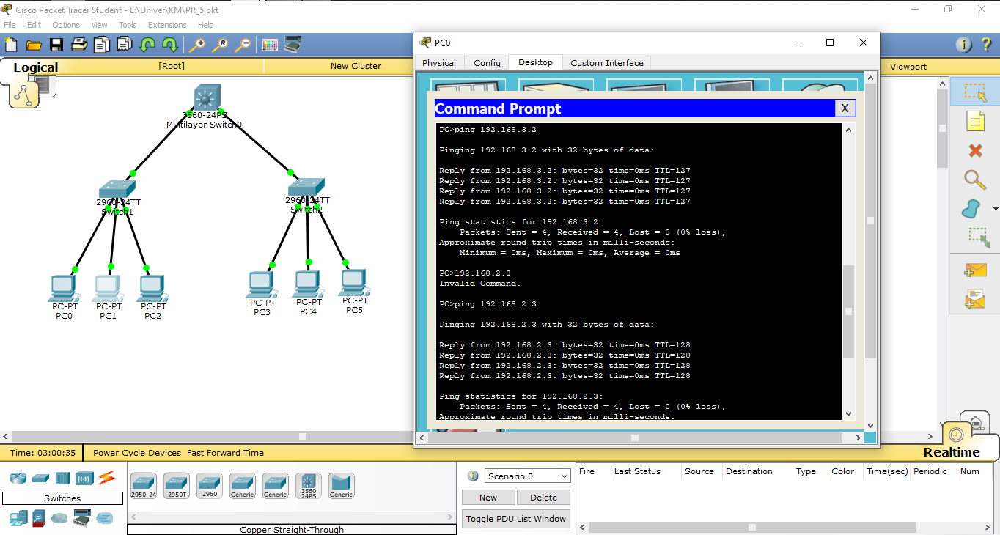 Cisco Packet Tracer Student - E:\Univer\KM\PR_5.pkt
File Edit Options View Tools Extensions Help
Logical
[Root]
New Cluster
Viewport
3560-24PS
Multilayer Switch0
2960-24TT
Switch1
2960-24TT
Switch2
PC-PT
PC0
PC-PT
PC1
PC-PT
PC2
PC-PT
PC3
PC-PT
PC4
PC-PT
PC5
PC0
Physical Config Desktop Custom Interface
Command Prompt
X
PC>ping 192.168.3.2
Pinging 192.168.3.2 with 32 bytes of data:
Reply from 192.168.3.2: bytes=32 time=0ms TTL=127
Reply from 192.168.3.2: bytes=32 time=0ms TTL=127
Reply from 192.168.3.2: bytes=32 time=0ms TTL=127
Reply from 192.168.3.2: bytes=32 time=0ms TTL=127
Ping statistics for 192.168.3.2:
Packets: Sent = 4, Received = 4, Lost = 0 (0% loss),
Approximate round trip times in milli-seconds:
Minimum = 0ms, Maximum = 0ms, Average = 0ms
PC>192.168.2.3
Invalid Command.
PC>ping 192.168.2.3
Pinging 192.168.2.3 with 32 bytes of data:
Reply from 192.168.2.3: bytes=32 time=0ms TTL=128
Reply from 192.168.2.3: bytes=32 time=0ms TTL=128
Reply from 192.168.2.3: bytes=32 time=0ms TTL=128
Reply from 192.168.2.3: bytes=32 time=0ms TTL=128
Ping statistics for 192.168.2.3:
Packets: Sent = 4, Received = 4, Lost = 0 (0% loss),
Approximate round trip times in milli-seconds:
Time: 03:00:35 Power Cycle Devices Fast Forward Time
Realtime
Switches
2950-24 2950T 2960 Generic Generic 3560 24PS Generic
Copper Straight-Through
Scenario 0
New Delete
Toggle PDU List Window
Fire Last Status Source Destination Type Color Time(sec) Periodic Num